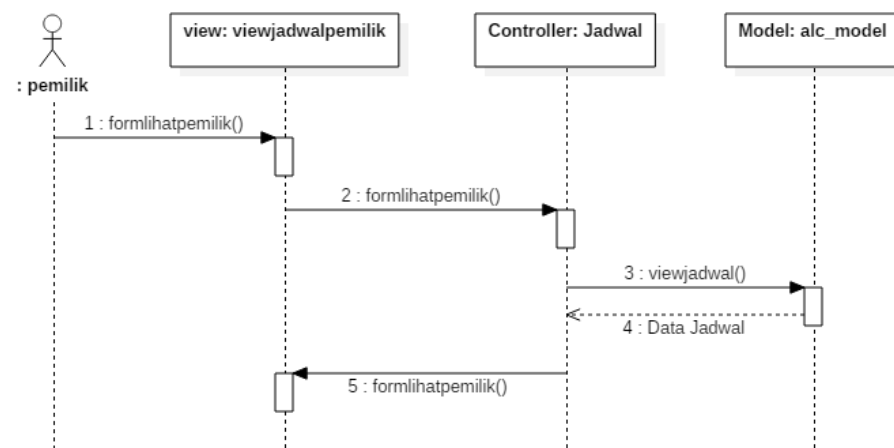 view: viewjadwalpemilik
Controller: Jadwal
Model: alc_model
: pemilik
1 : formlihatpemilik()
2 : formlihatpemilik()
3 : viewjadwal()
4 : Data Jadwal
5 : formlihatpemilik()